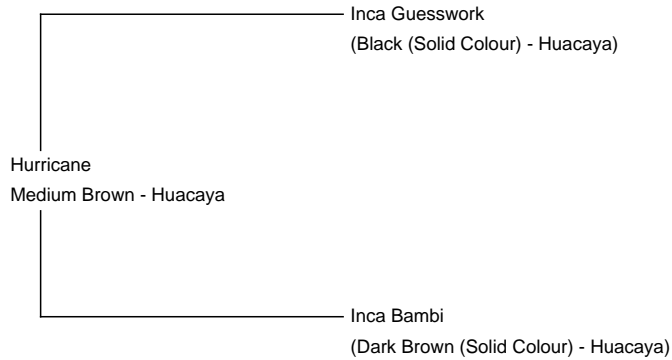 Inca Guesswork
(Black (Solid Colour) - Huacaya)
Hurricane
Medium Brown - Huacaya
Inca Bambi
(Dark Brown (Solid Colour) - Huacaya)